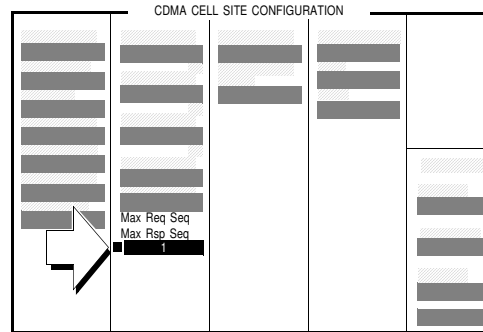 CDMA CELL SITE CONFIGURATION
Max Req Seq
Max Rsp Seq
1